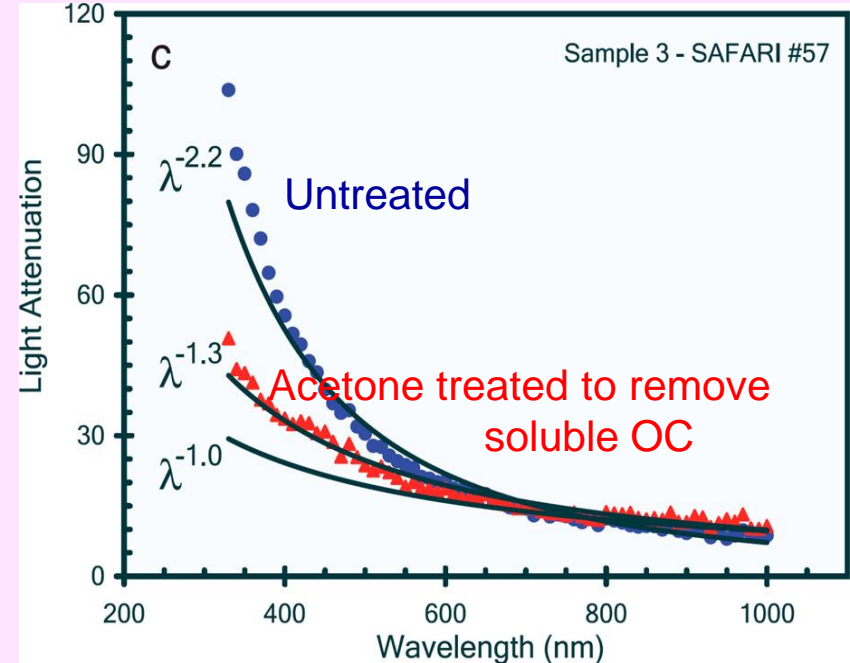 120
C
Sample 3 - SAFARI #57
90
λ-2.2
Untreated
Light Attenuation
60
λ-1.3
Acetone treated to remove
soluble OC
30
λ-1.0
0
200 400 600 800 1000
Wavelength (nm)